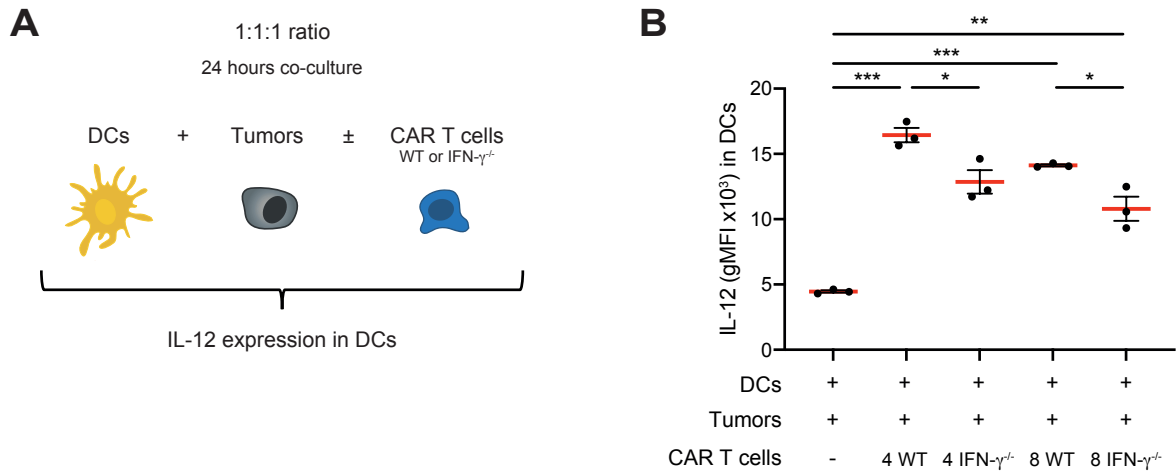 A
1:1:1 ratio
24 hours co-culture
DCs + Tumors ± CAR T cells
WT or IFN-γ-/-
IL-12 expression in DCs
B
**
***
*** * *
IL-12 (gMFI x10³) in DCs
20
15
10
5
0
DCs + + + + +
Tumors + + + + +
CAR T cells - 4 WT 4 IFN-γ-/- 8 WT 8 IFN-γ-/-